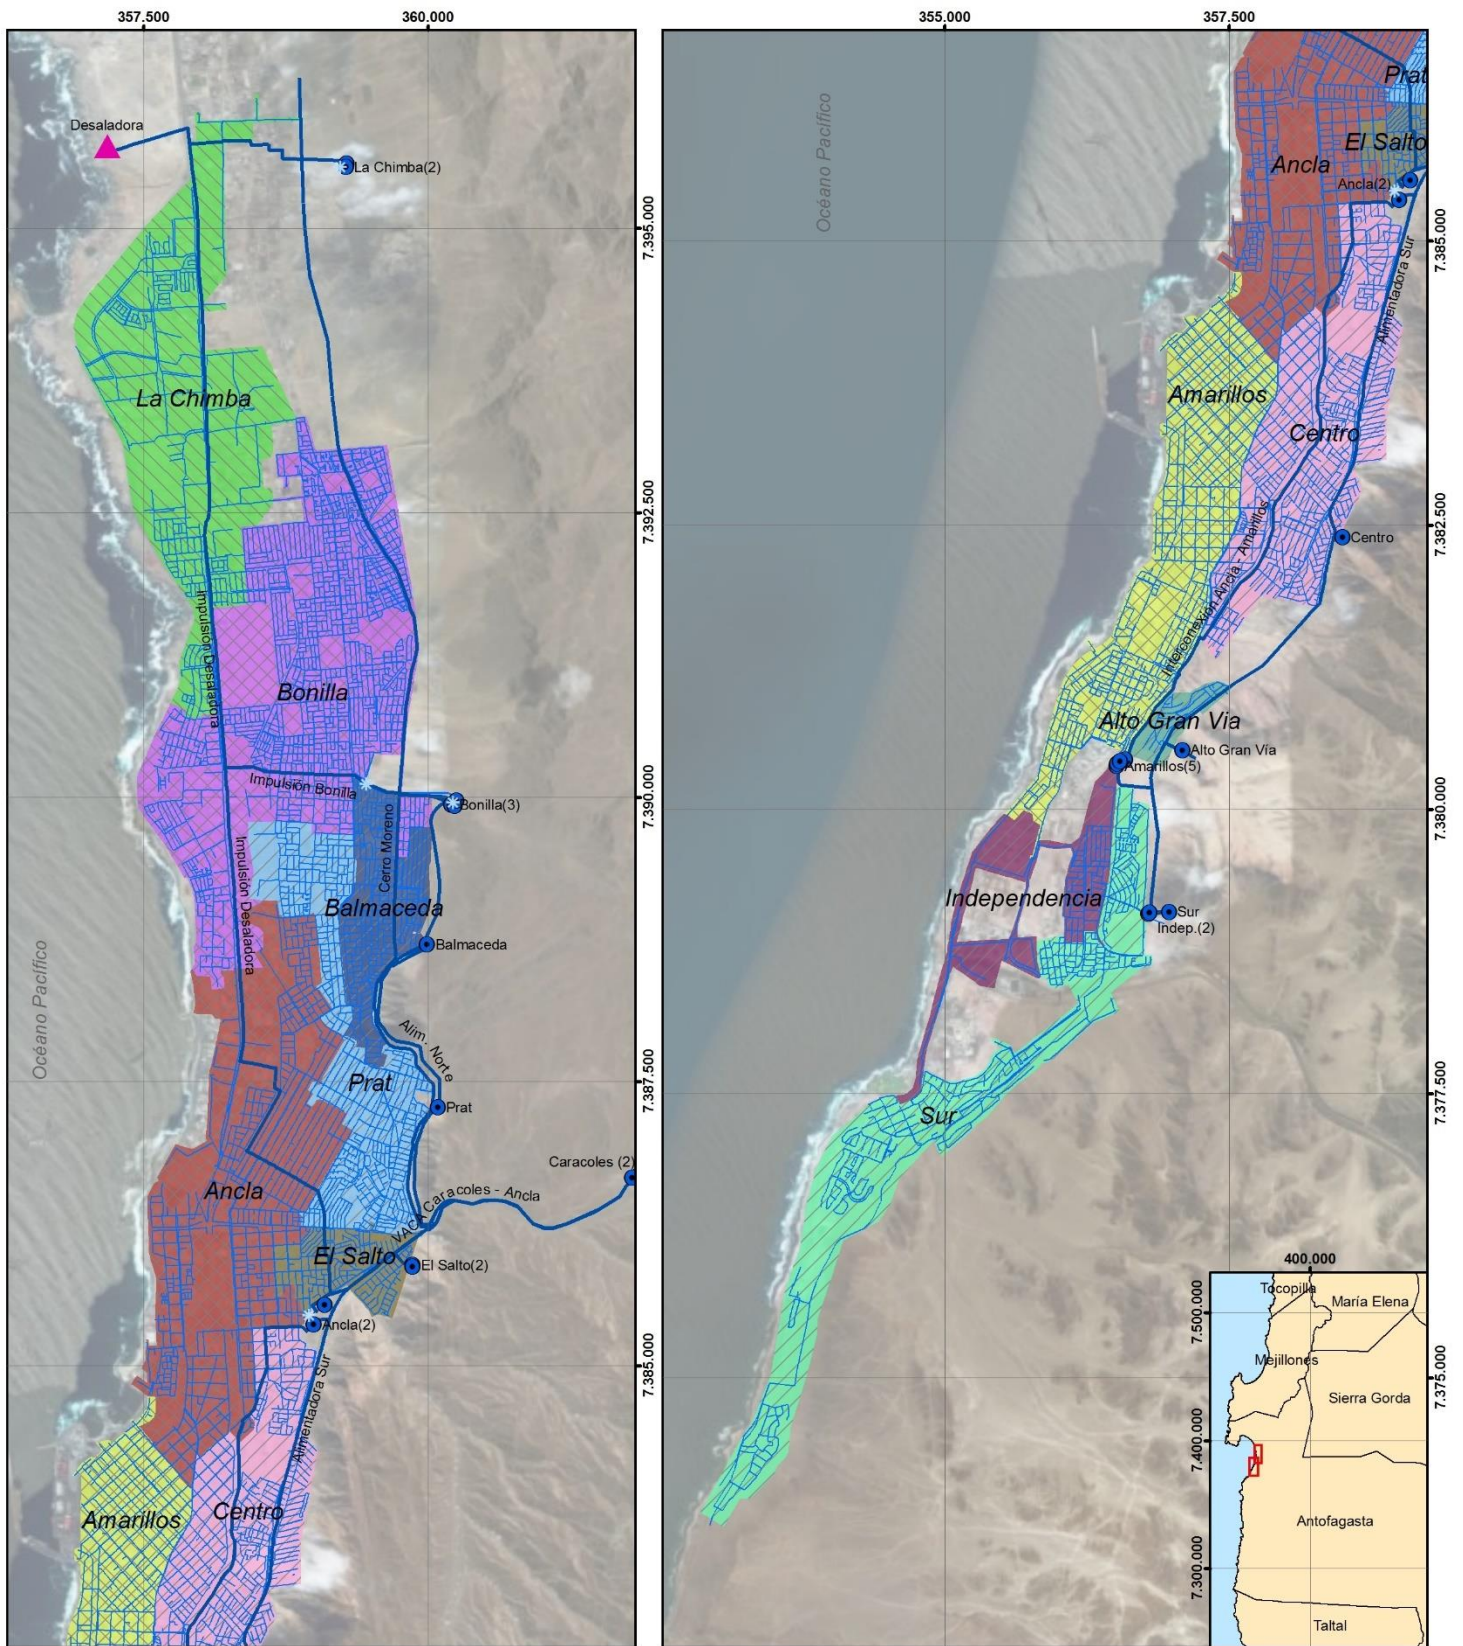 357.500
360.000
Desaladora
La Chimba(2)
7.395.000
La Chimba
7.392.500
Impulsión Desaladora
Bonilla
Impulsión Bonilla
7.390.000
Bonilla(3)
Cerro Moreno
Impulsión Desaladora
Balmaceda
Balmaceda
Océano Pacífico
Alim. Norte
Prat
7.387.500
Prat
Caracoles (2)
Ancla
VACA Caracoles - Ancla
El Salto
El Salto(2)
Ancla(2)
7.385.000
Alimentadora Sur
Centro
Amarillos
355.000
357.500
Prat
Océano Pacífico
El Salto
Ancla
Ancla(2)
7.385.000
Alimentadora Sur
Amarillos
Centro
7.382.500
Centro
Interconexión Ancla - Amarillos
Alto Gran Via
Alto Gran Vía
Amarillos(5)
7.380.000
Independencia
Sur
Indep.(2)
7.377.500
Sur
7.375.000
400.000
Tocopilla
María Elena
7.500.000
Mejillones
Sierra Gorda
7.400.000
Antofagasta
7.300.000
Taltal